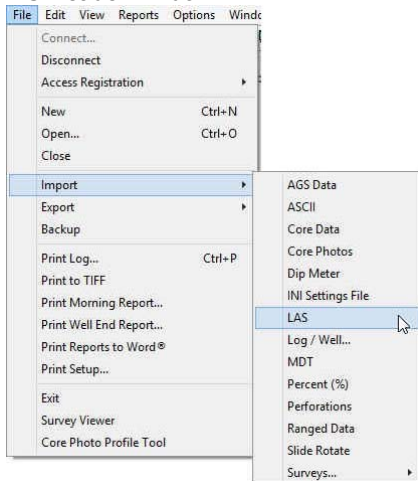 File Edit View Reports Options
Connect...
Disconnect
Access Registration
New Ctrl+N
Open... Ctrl+O
Close
Import
Export
Backup
Print Log... Ctrl+P
Print to TIFF
Print Morning Report...
Print Well End Report...
Print Reports to Word®
Print Setup...
Exit
Survey Viewer
Core Photo Profile Tool
AGS Data
ASCII
Core Data
Core Photos
Dip Meter
INI Settings File
LAS
Log / Well...
MDT
Percent (%)
Perforations
Ranged Data
Slide Rotate
Surveys...